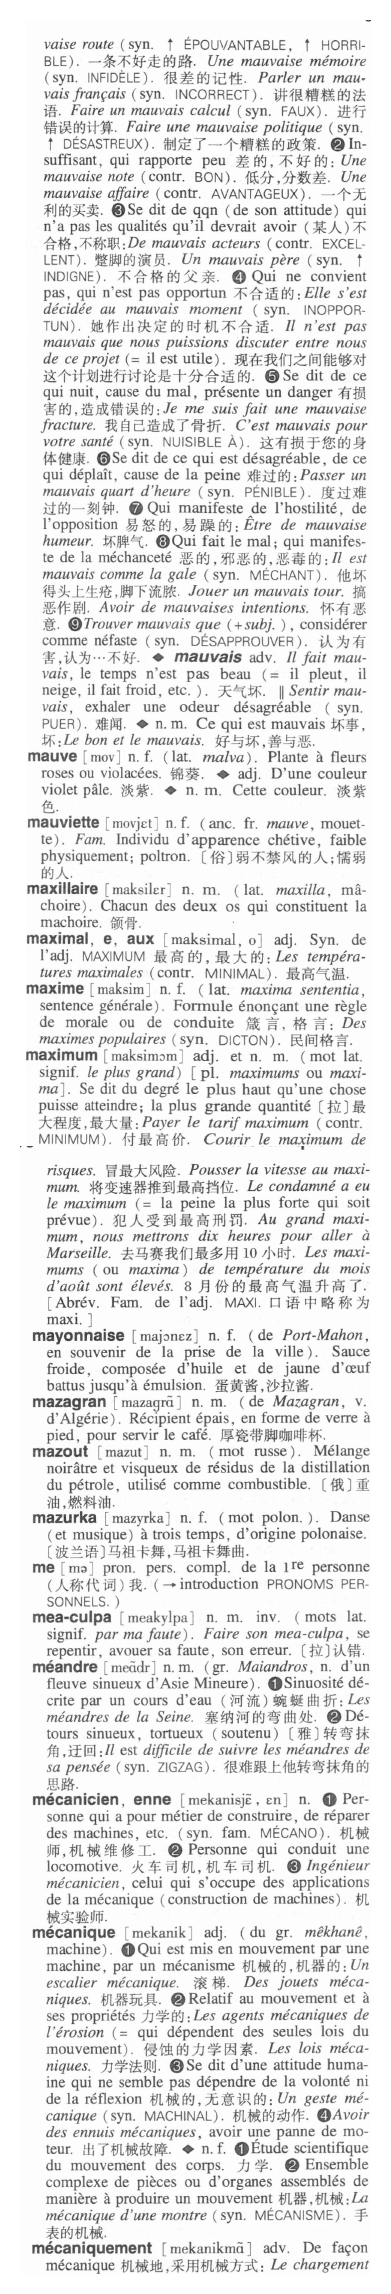 vaise route (syn. ↑ ÉPOUVANTABLE, ↑ HORRI-
BLE). 一条不好走的路. Une mauvaise mémoire
(syn. INFIDÈLE). 很差的记性. Parler un mau-
vais français (syn. INCORRECT). 讲很糟糕的法
语. Faire un mauvais calcul (syn. FAUX). 进行
错误的计算. Faire une mauvaise politique (syn.
↑ DÉSASTREUX). 制定了一个糟糕的政策. ❷ In-
suffisant, qui rapporte peu 差的,不好的: Une
mauvaise note (contr. BON). 低分,分数差. Une
mauvaise affaire (contr. AVANTAGEUX). 一个无
利的买卖. ❸ Se dit de qqn (de son attitude) qui
n'a pas les qualités qu'il devrait avoir (某人)不
合格,不称职: De mauvais acteurs (contr. EXCEL-
LENT). 蹩脚的演员. Un mauvais père (syn. ↑
INDIGNE). 不合格的父亲. ❹ Qui ne convient
pas, qui n'est pas opportun 不合适的: Elle s'est
décidée au mauvais moment (syn. INOPPOR-
TUN). 她作出决定的时机不合适. Il n'est pas
mauvais que nous puissions discuter entre nous
de ce projet (= il est utile). 现在我们之间能够对
这个计划进行讨论是十分合适的. ❺ Se dit de ce
qui nuit, cause du mal, présente un danger 有损
害的,造成错误的: Je me suis fait une mauvaise
fracture. 我自己造成了骨折. C'est mauvais pour
votre santé (syn. NUISIBLE À). 这有损于您的身
体健康. ❻ Se dit de ce qui est désagréable, de ce
qui déplaît, cause de la peine 难过的: Passer un
mauvais quart d'heure (syn. PÉNIBLE). 度过难
过的一刻钟. ❼ Qui manifeste de l'hostilité, de
l'opposition 易怒的,易躁的: Être de mauvaise
humeur. 坏脾气. ❽ Qui fait le mal; qui manifes-
te de la méchanceté 恶的,邪恶的,恶毒的: Il est
mauvais comme la gale (syn. MÉCHANT). 他坏
得头上生疮,脚下流脓. Jouer un mauvais tour. 搞
恶作剧. Avoir de mauvaises intentions. 怀有恶
意. ❾ Trouver mauvais que (+subj.), considérer
comme néfaste (syn. DÉSAPPROUVER). 认为有
害,认为…不好. ◆ mauvais adv. Il fait mau-
vais, le temps n'est pas beau (= il pleut, il
neige, il fait froid, etc.). 天气坏. ‖ Sentir mau-
vais, exhaler une odeur désagréable (syn.
PUER). 难闻. ◆ n. m. Ce qui est mauvais 坏事,
坏: Le bon et le mauvais. 好与坏,善与恶.
mauve [mov] n. f. (lat. malva). Plante à fleurs
roses ou violacées. 锦葵. ◆ adj. D'une couleur
violet pâle. 淡紫. ◆ n. m. Cette couleur. 淡紫
色.
mauviette [movjɛt] n. f. (anc. fr. mauve, mouet-
te). Fam. Individu d'apparence chétive, faible
physiquement; poltron. 〔俗〕弱不禁风的人;懦弱
的人.
maxillaire [maksilɛr] n. m. (lat. maxilla, mâ-
choire). Chacun des deux os qui constituent la
machoire. 颌骨.
maximal, e, aux [maksimal, o] adj. Syn. de
l'adj. MAXIMUM 最高的,最大的: Les tempéra-
tures maximales (contr. MINIMAL). 最高气温.
maxime [maksim] n. f. (lat. maxima sententia,
sentence générale). Formule énonçant une règle
de morale ou de conduite 箴言,格言: Des
maximes populaires (syn. DICTON). 民间格言.
maximum [maksimɔm] adj. et n. m. (mot lat.
signif. le plus grand) [pl. maximums ou maxi-
ma]. Se dit du degré le plus haut qu'une chose
puisse atteindre; la plus grande quantité 〔拉〕最
大程度,最大量: Payer le tarif maximum (contr.
MINIMUM). 付最高价. Courir le maximum de
risques. 冒最大风险. Pousser la vitesse au maxi-
mum. 将变速器推到最高挡位. Le condamné a eu
le maximum (= la peine la plus forte qui soit
prévue). 犯人受到最高刑罚. Au grand maxi-
mum, nous mettrons dix heures pour aller à
Marseille. 去马赛我们最多用10小时. Les maxi-
mums (ou maxima) de température du mois
d'août sont élevés. 8月份的最高气温升高了.
[Abrév. Fam. de l'adj. MAXI. 口语中略称为
maxi.]
mayonnaise [majɔnɛz] n. f. (de Port-Mahon,
en souvenir de la prise de la ville). Sauce
froide, composée d'huile et de jaune d'œuf
battus jusqu'à émulsion. 蛋黄酱,沙拉酱.
mazagran [mazagrɑ̃] n. m. (de Mazagran, v.
d'Algérie). Récipient épais, en forme de verre à
pied, pour servir le café. 厚瓷带脚咖啡杯.
mazout [mazut] n. m. (mot russe). Mélange
noirâtre et visqueux de résidus de la distillation
du pétrole, utilisé comme combustible. 〔俄〕重
油,燃料油.
mazurka [mazyrka] n. f. (mot polon.). Danse
(et musique) à trois temps, d'origine polonaise.
〔波兰语〕马祖卡舞,马祖卡舞曲.
me [mə] pron. pers. compl. de la 1re personne
(人称代词)我. (→introduction PRONOMS PER-
SONNELS.)
mea-culpa [meakylpa] n. m. inv. (mots lat.
signif. par ma faute). Faire son mea-culpa, se
repentir, avouer sa faute, son erreur. 〔拉〕认错.
méandre [meɑ̃dr] n. m. (gr. Maiandros, n. d'un
fleuve sinueux d'Asie Mineure). ❶ Sinuosité dé-
crite par un cours d'eau (河流)蜿蜒曲折: Les
méandres de la Seine. 塞纳河的弯曲处. ❷ Dé-
tours sinueux, tortueux (soutenu) 〔雅〕转弯抹
角,迂回: Il est difficile de suivre les méandres de
sa pensée (syn. ZIGZAG). 很难跟上他转弯抹角的
思路.
mécanicien, enne [mekanisjɛ̃, ɛn] n. ❶ Per-
sonne qui a pour métier de construire, de réparer
des machines, etc. (syn. fam. MÉCANO). 机械
师,机械维修工. ❷ Personne qui conduit une
locomotive. 火车司机,机车司机. ❸ Ingénieur
mécanicien, celui qui s'occupe des applications
de la mécanique (construction de machines). 机
械实验师.
mécanique [mekanik] adj. (du gr. mêkhanê,
machine). ❶ Qui est mis en mouvement par une
machine, par un mécanisme 机械的,机器的: Un
escalier mécanique. 滚梯. Des jouets méca-
niques. 机器玩具. ❷ Relatif au mouvement et à
ses propriétés 力学的: Les agents mécaniques de
l'érosion (= qui dépendent des seules lois du
mouvement). 侵蚀的力学因素. Les lois méca-
niques. 力学法则. ❸ Se dit d'une attitude humai-
ne qui ne semble pas dépendre de la volonté ni
de la réflexion 机械的,无意识的: Un geste mé-
canique (syn. MACHINAL). 机械的动作. ❹ Avoir
des ennuis mécaniques, avoir une panne de mo-
teur. 出了机械故障. ◆ n. f. ❶ Étude scientifique
du mouvement des corps. 力学. ❷ Ensemble
complexe de pièces ou d'organes assemblés de
manière à produire un mouvement 机器,机械: La
mécanique d'une montre (syn. MÉCANISME). 手
表的机械.
mécaniquement [mekanikmɑ̃] adv. De façon
mécanique 机械地,采用机械方式: Le chargement